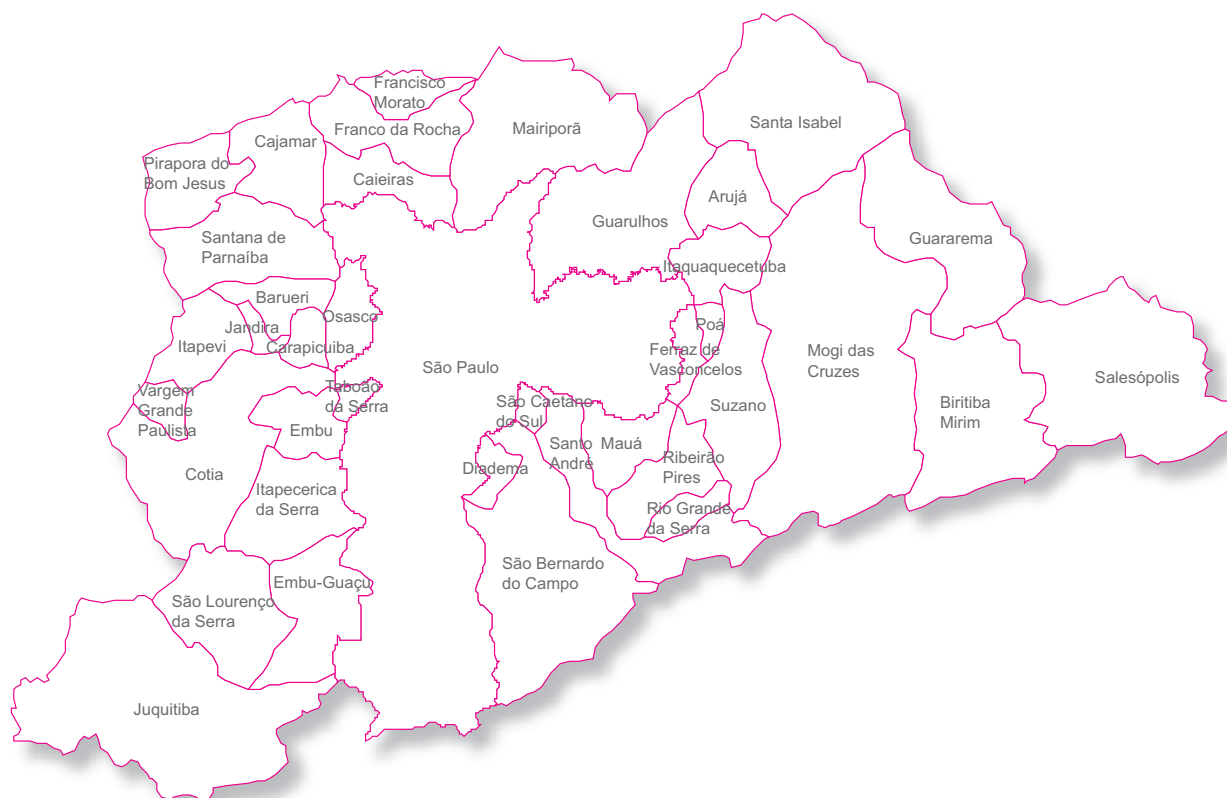 Francisco
Morato
Franco da Rocha
Mairiporã
Santa Isabel
Cajamar
Pirapora do
Bom Jesus
Caieiras
Arujá
Guarulhos
Santana de
Parnaíba
Guararema
Itaquaquecetuba
Barueri
Osasco
Jandira
Poá
Itapevi
Carapicuiba
Ferraz de
Vasconcelos
São Paulo
Mogi das
Cruzes
Salesópolis
Vargem
Grande
Paulista
Taboão
da Serra
São Caetano
do Sul
Suzano
Biritiba
Mirim
Embu
Santo
André
Mauá
Cotia
Diadema
Ribeirão
Pires
Itapecerica
da Serra
Rio Grande
da Serra
São Bernardo
do Campo
Embu-Guaçu
São Lourenço
da Serra
Juquitiba